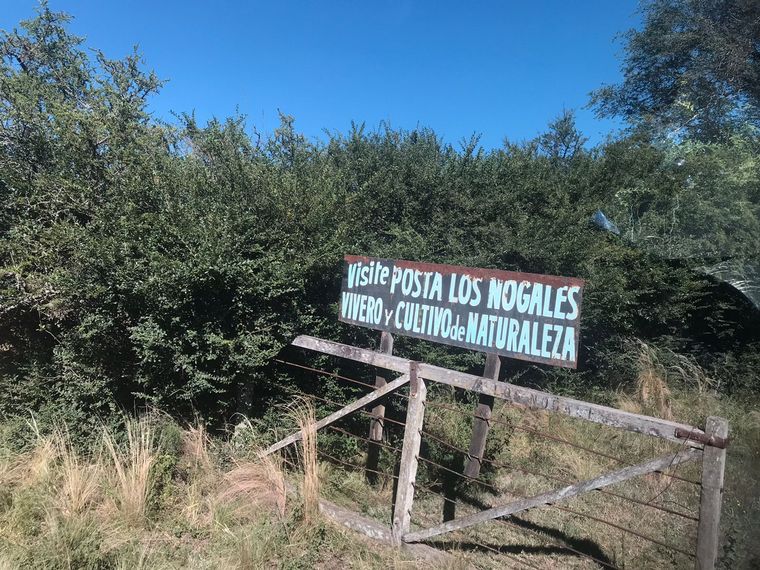 Visite POSTA LOS NOGALES
VIVERO y CULTIVO de NATURALEZA